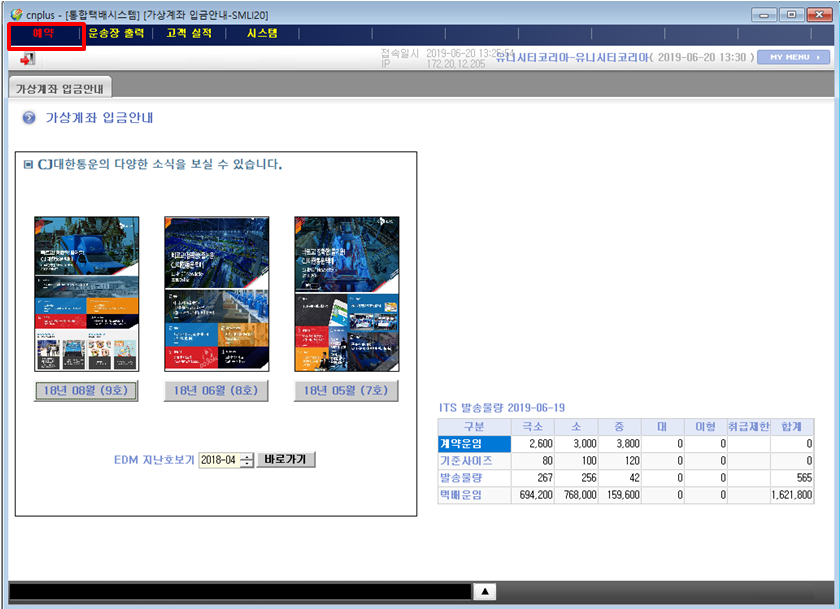 cnplus - [통합택배시스템] [가상계좌 입금안내-SMLI20]
예약 운송장 출력 고객 실적 시스템
접속일시 2019-06-20 13:25:54
IP 172,20,12,205
유니시티코리아-유니시티코리아( 2019-06-20 13:30 ) MY MENU
가상계좌 입금안내
가상계좌 입금안내
CJ대한통운의 다양한 소식을 보실 수 있습니다.
18년 08월 (9호) 18년 06월 (8호) 18년 05월 (7호)
EDM 지난호보기 2018-04 바로가기
ITS 발송물량 2019-06-19
구분 극소 소 중 대 이형 취급제한 합계
계약운임 2,600 3,000 3,800 0 0 0
기준사이즈 80 100 120 0 0 0
발송물량 267 256 42 0 0 565
택배운임 694,200 768,000 159,600 0 0 1,621,800